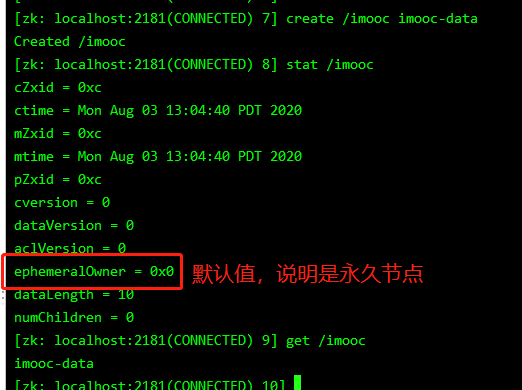 [zk: localhost:2181(CONNECTED) 7] create /imooc imooc-data
Created /imooc
[zk: localhost:2181(CONNECTED) 8] stat /imooc
cZxid = 0xc
ctime = Mon Aug 03 13:04:40 PDT 2020
mZxid = 0xc
mtime = Mon Aug 03 13:04:40 PDT 2020
pZxid = 0xc
cversion = 0
dataVersion = 0
aclVersion = 0
ephemeralOwner = 0x0 默认值，说明是永久节点
dataLength = 10
numChildren = 0
[zk: localhost:2181(CONNECTED) 9] get /imooc
imooc-data
[zk: localhost:2181(CONNECTED) 10]